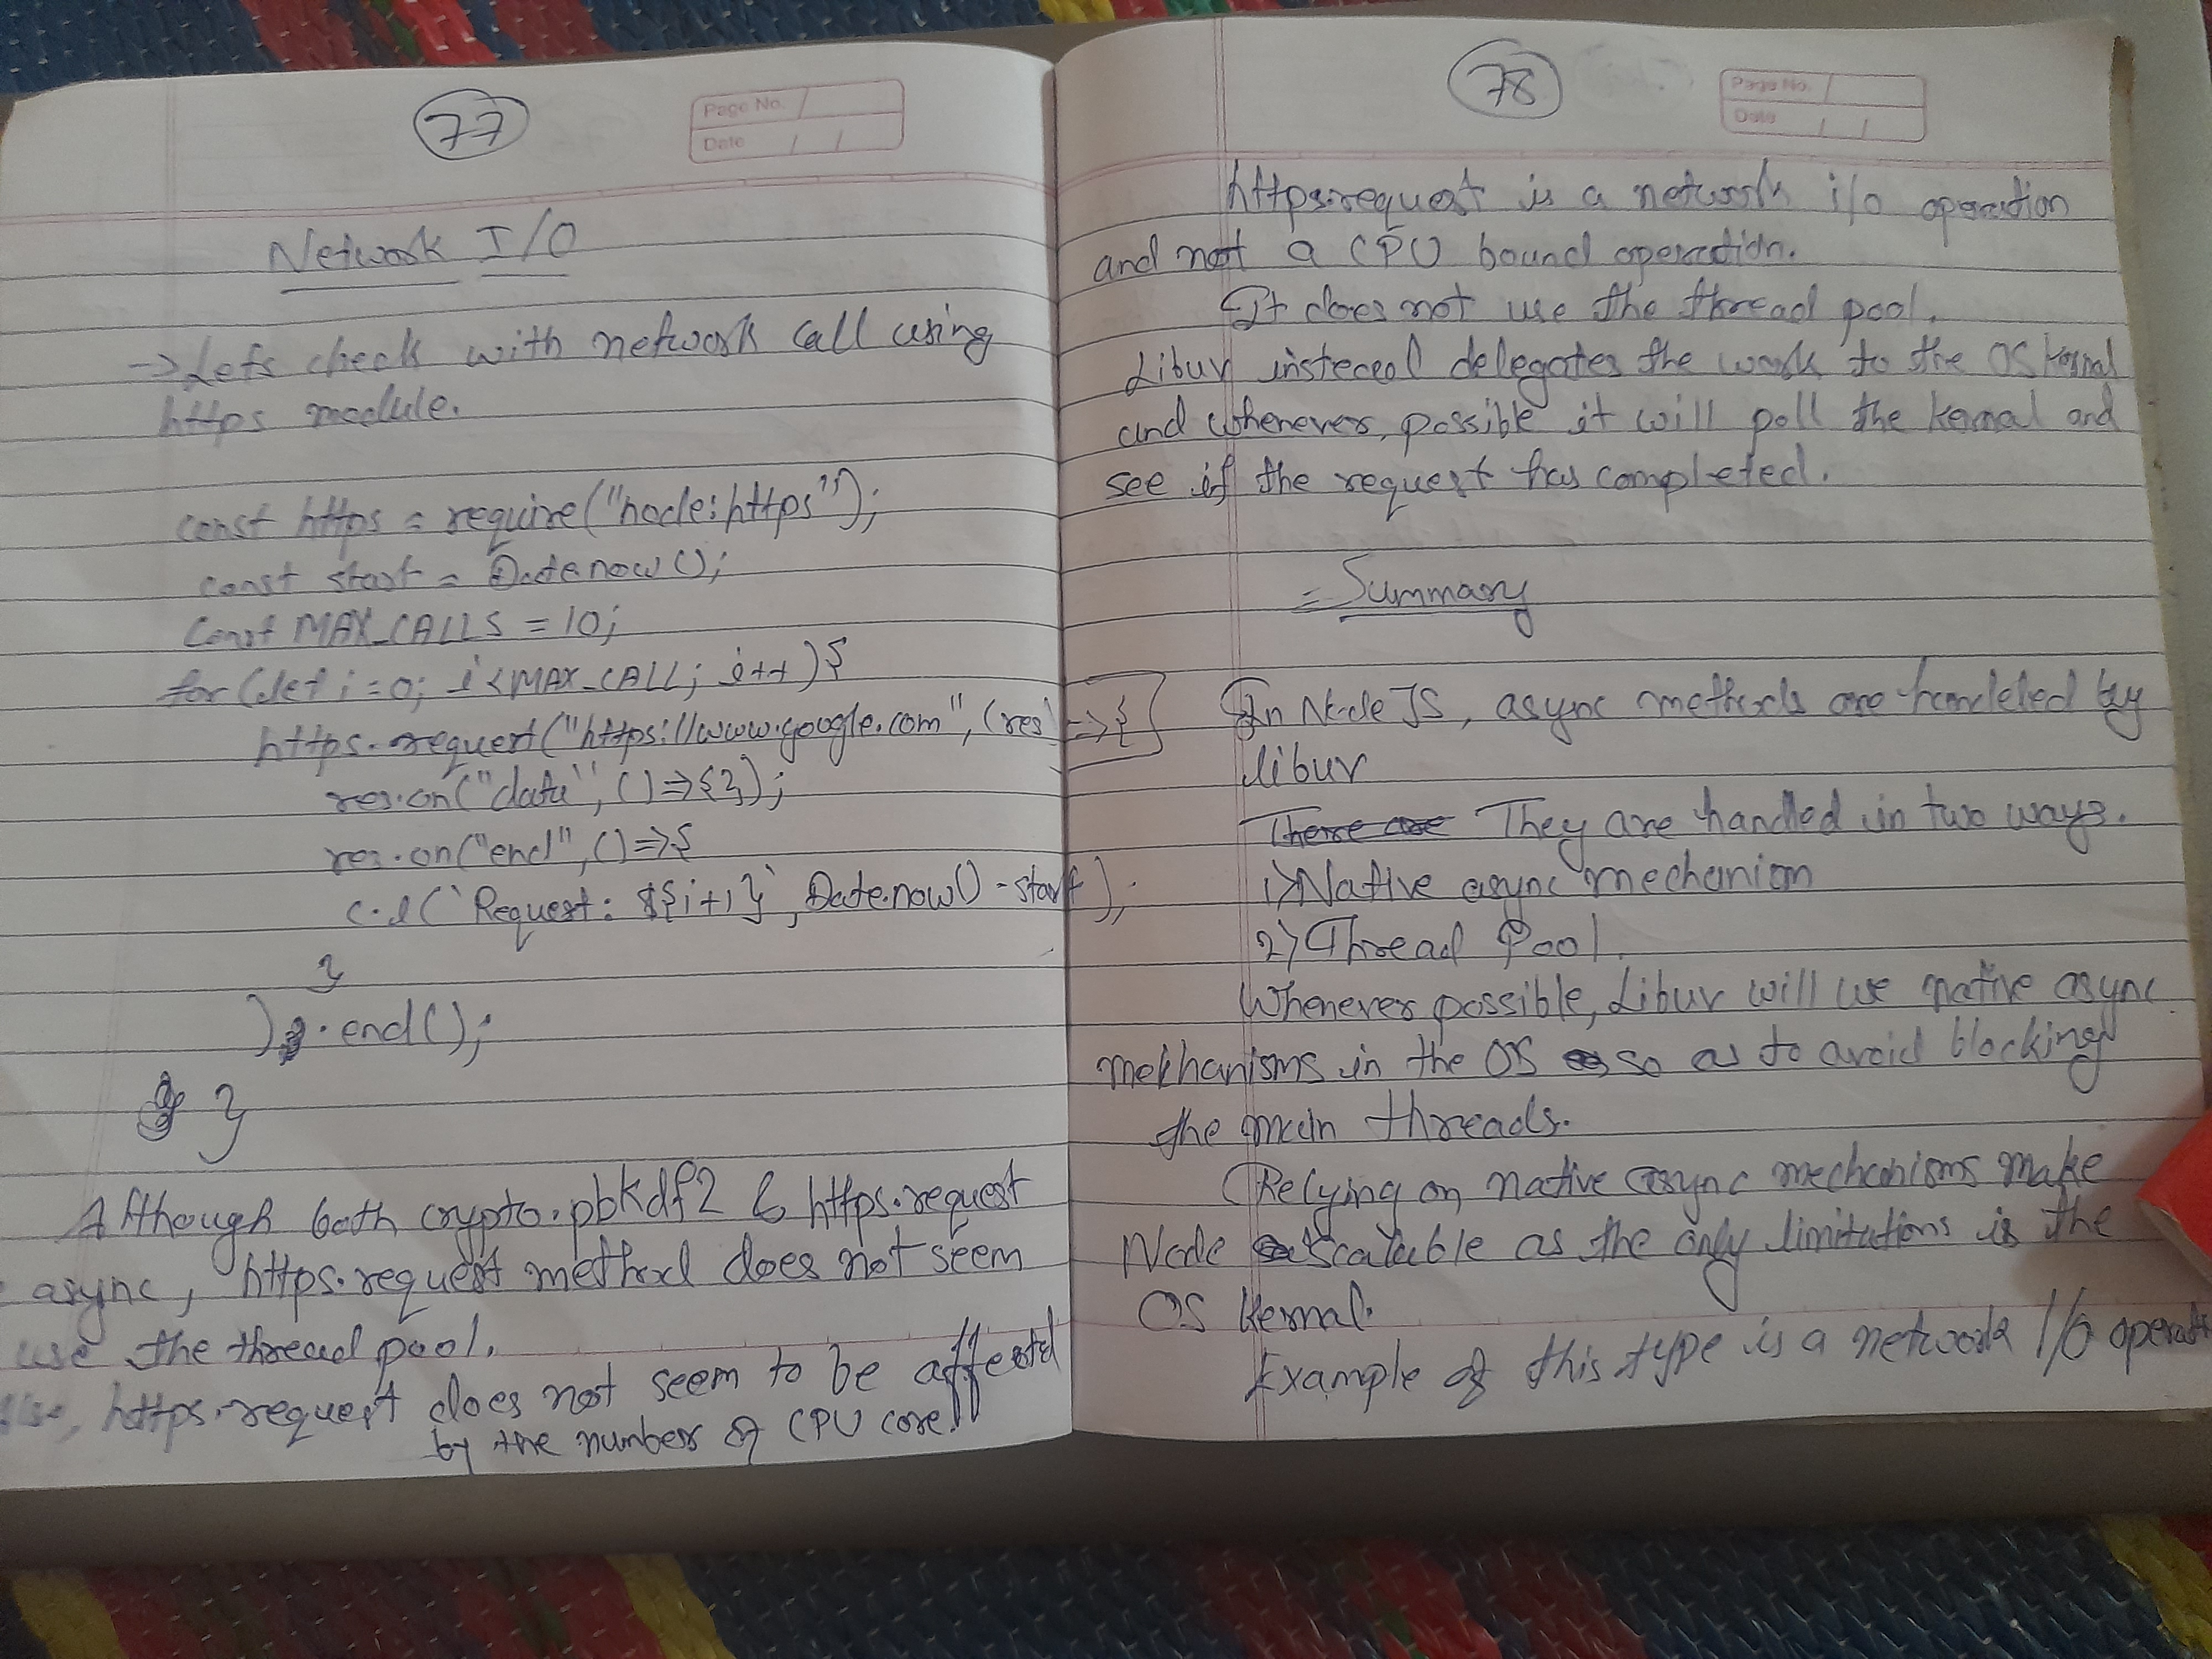 77
Page No.
Date / /
Network I/O
→ Lets check with network call using
https module.
const https = require("node:https");
const start = Date.now();
Const MAX_CALLS = 10;
for (let i = 0; i < MAX_CALL; i++){
https.request("https://www.google.com", (res) => {
res.on("data", () => {});
res.on("end", () => {
c.l(`Request: ${i+1}`, Date.now() - start);
}
).end();
}
Although both crypto.pbkdf2 & https.request
async, https.request method does not seem
use the thread pool.
https.request does not seem to be affected
by the numbers of CPU core.
78
Page No.
Date / /
https.request is a network i/o operation
and not a CPU bound operation.
It does not use the thread pool.
Libuv instead delegates the work to the OS kernal
and whenever possible it will poll the kernal and
see if the request has completed.
= Summary
In Node JS, async methods are handeled by
libuv
There are They are handled in two ways.
1) Native async mechanism
2) Thread Pool.
Whenever possible, Libuv will use native async
mekhanisms in the OS so as to avoid blocking
the main threads.
Relying on native async mechanisms make
Node scalable as the only limitations is the
OS kernal.
Example of this type is a network I/O